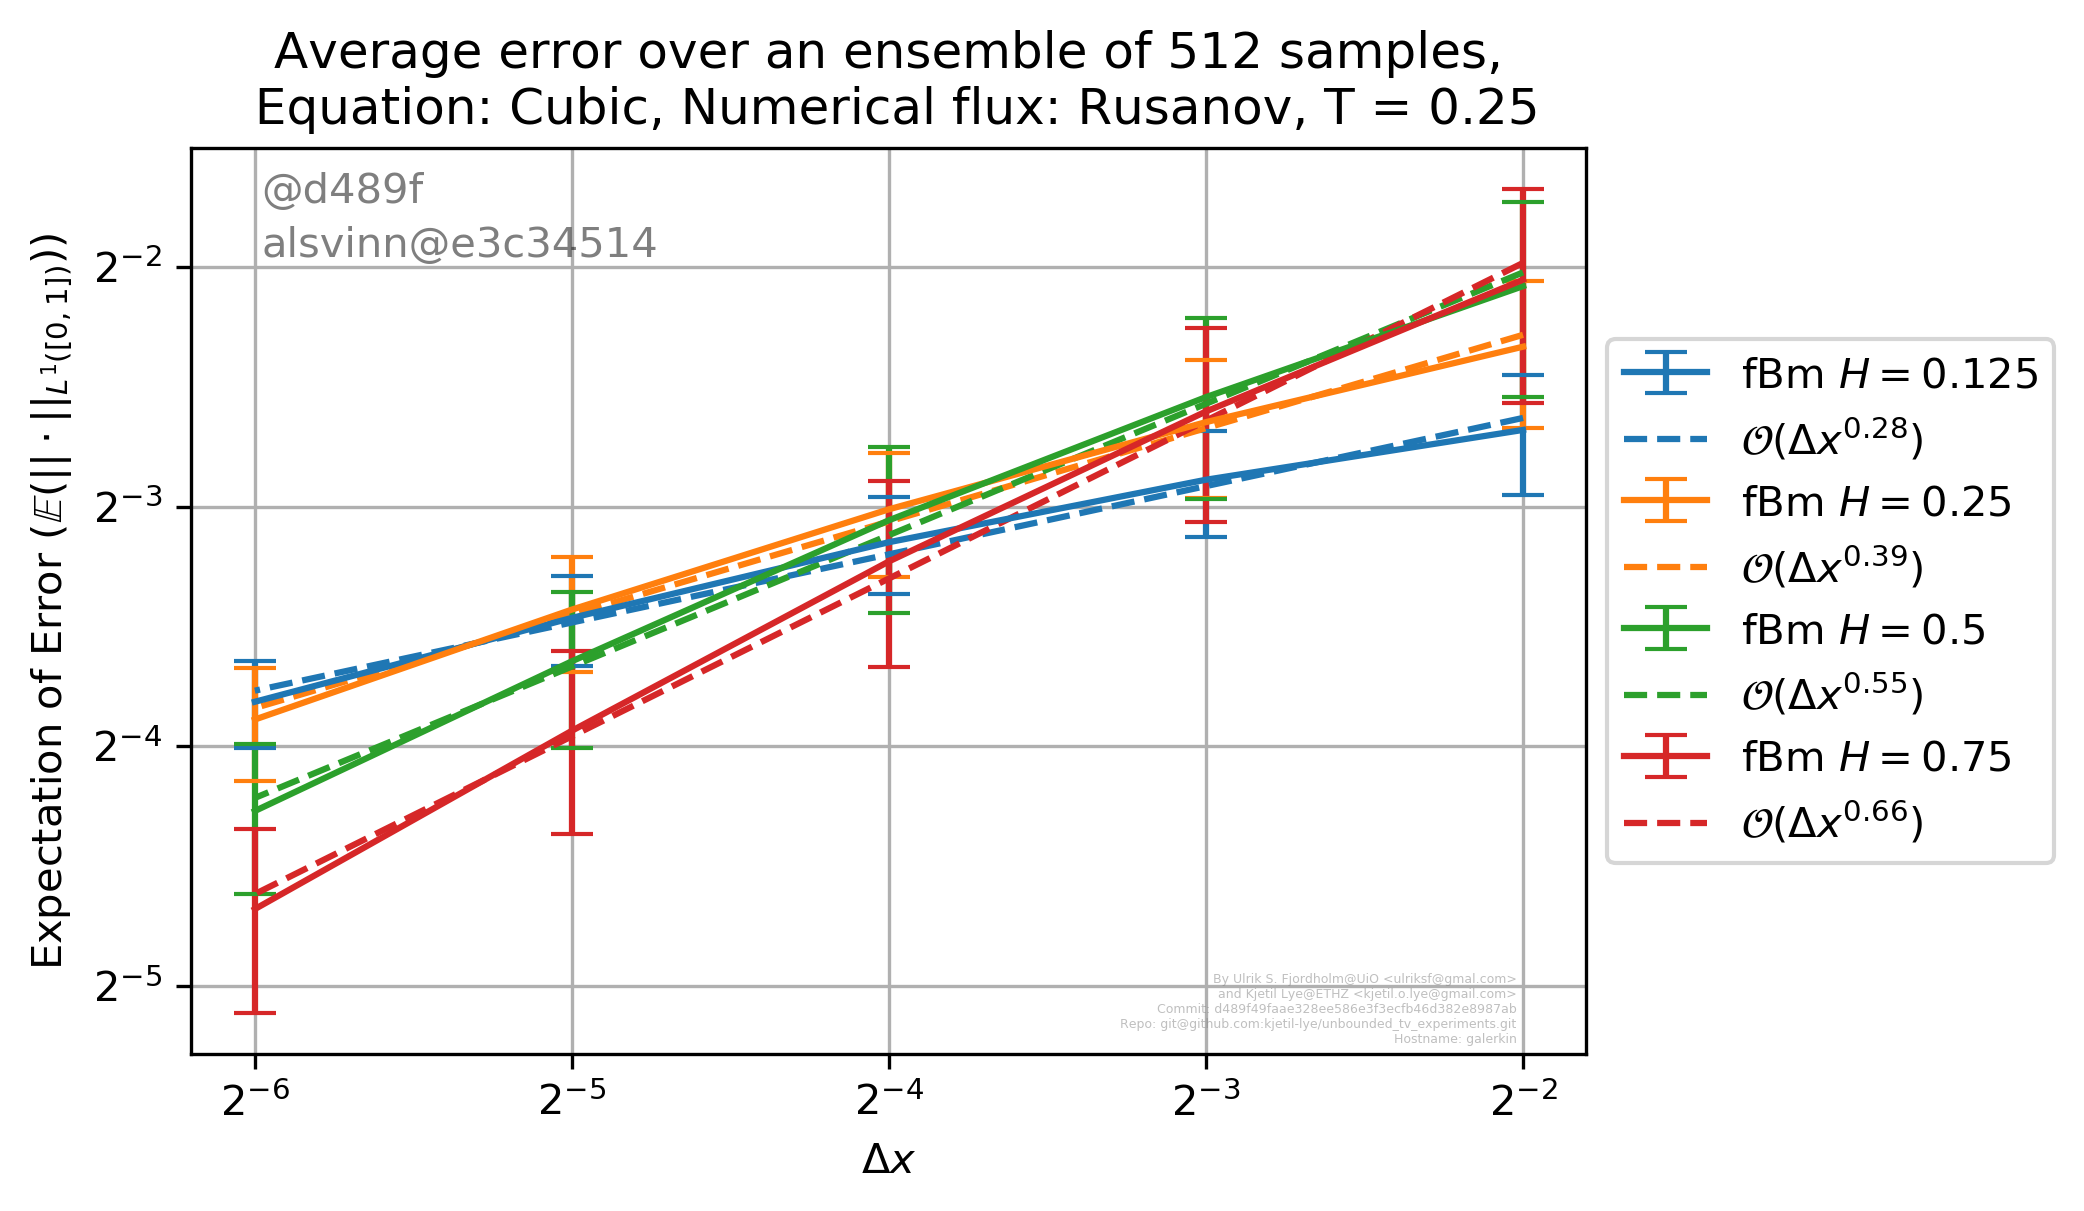 Average error over an ensemble of 512 samples,
Equation: Cubic, Numerical flux: Rusanov, T = 0.25
@d489f
alsvinn@e3c34514
Expectation of Error (𝔼(||·||_{L^1([0,1])}))
2^{-2}
2^{-3}
2^{-4}
2^{-5}
fBm H = 0.125
𝒪(Δx^{0.28})
fBm H = 0.25
𝒪(Δx^{0.39})
fBm H = 0.5
𝒪(Δx^{0.55})
fBm H = 0.75
𝒪(Δx^{0.66})
By Ulrik S. Fjordholm@UiO <ulriksf@gmal.com>
and Kjetil Lye@ETHZ <kjetil.o.lye@gmail.com>
Commit: d489f49faae328ee586e3f3ecfb46d382e8987ab
Repo: git@github.com:kjetil-lye/unbounded_tv_experiments.git
Hostname: galerkin
2^{-6} 2^{-5} 2^{-4} 2^{-3} 2^{-2}
Δx